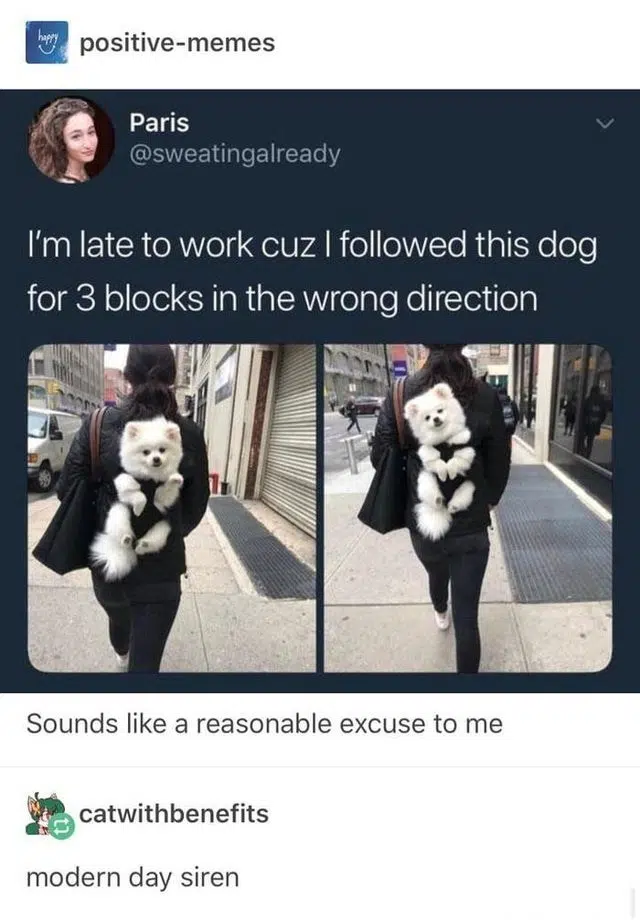 happy
positive-memes
Paris
@sweatingalready
I'm late to work cuz I followed this dog
for 3 blocks in the wrong direction
Sounds like a reasonable excuse to me
catwithbenefits
modern day siren